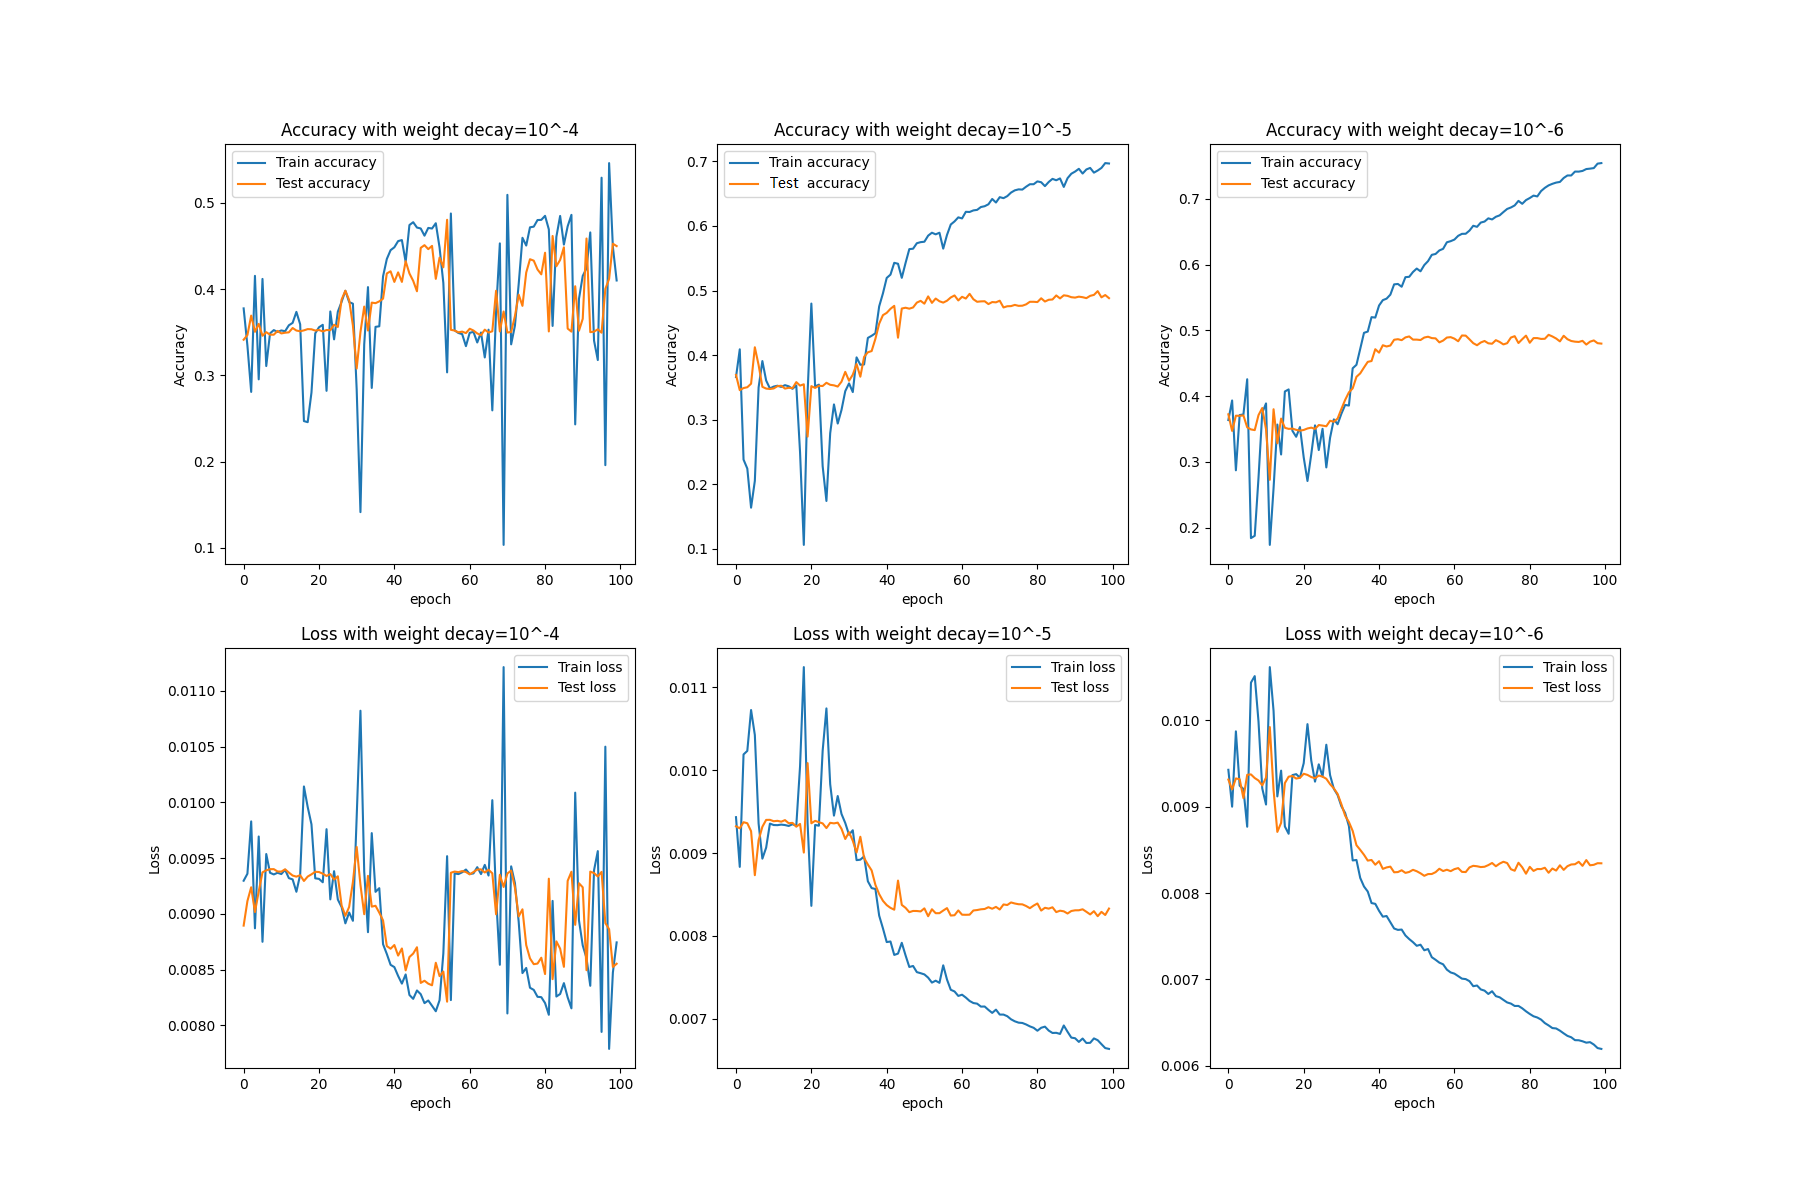 Accuracy with weight decay=10^-4
Train accuracy
Test accuracy
0.5
0.4
0.3
0.2
0.1
Accuracy
0 20 40 60 80 100
epoch
Accuracy with weight decay=10^-5
Train accuracy
Test accuracy
0.7
0.6
0.5
0.4
0.3
0.2
0.1
Accuracy
0 20 40 60 80 100
epoch
Accuracy with weight decay=10^-6
Train accuracy
Test accuracy
0.7
0.6
0.5
0.4
0.3
0.2
Accuracy
0 20 40 60 80 100
epoch
Loss with weight decay=10^-4
Train loss
Test loss
0.0110
0.0105
0.0100
0.0095
0.0090
0.0085
0.0080
Loss
0 20 40 60 80 100
epoch
Loss with weight decay=10^-5
Train loss
Test loss
0.011
0.010
0.009
0.008
0.007
Loss
0 20 40 60 80 100
epoch
Loss with weight decay=10^-6
Train loss
Test loss
0.010
0.009
0.008
0.007
0.006
Loss
0 20 40 60 80 100
epoch